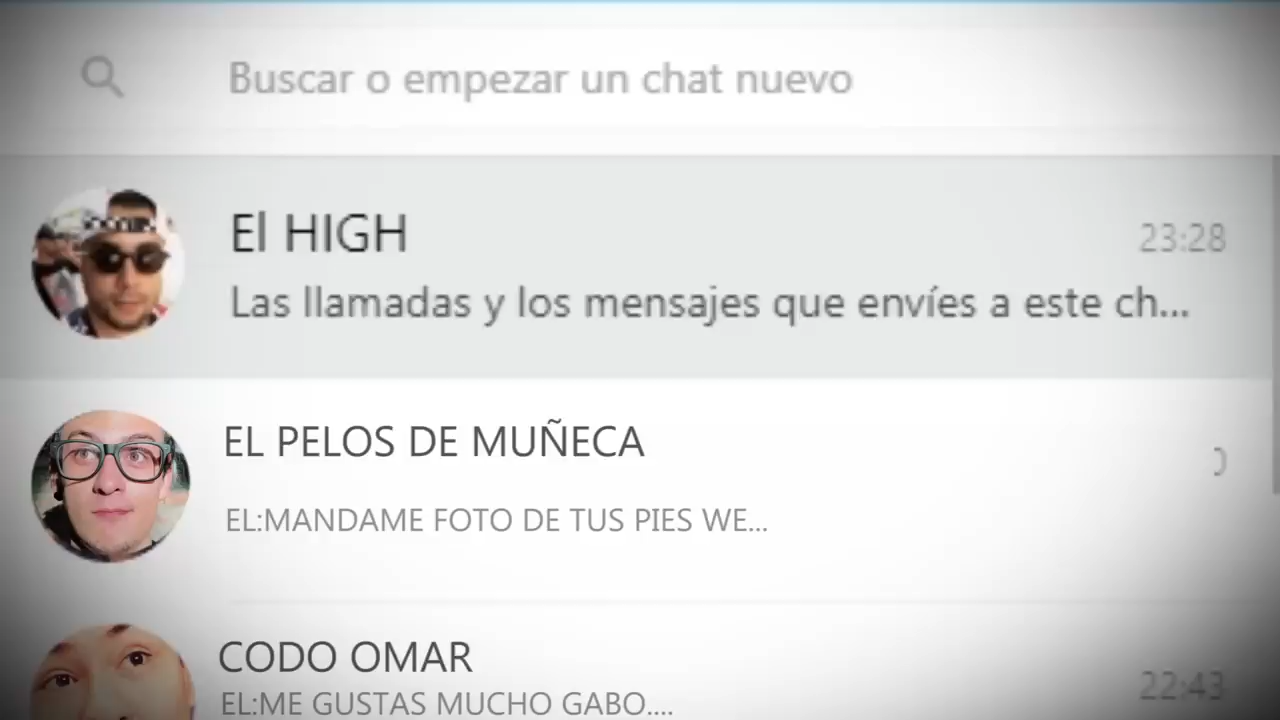 Buscar o empezar un chat nuevo
El HIGH
23:28
Las llamadas y los mensajes que envíes a este ch...
EL PELOS DE MUÑECA
EL:MANDAME FOTO DE TUS PIES WE...
CODO OMAR
22:43
EL:ME GUSTAS MUCHO GABO....